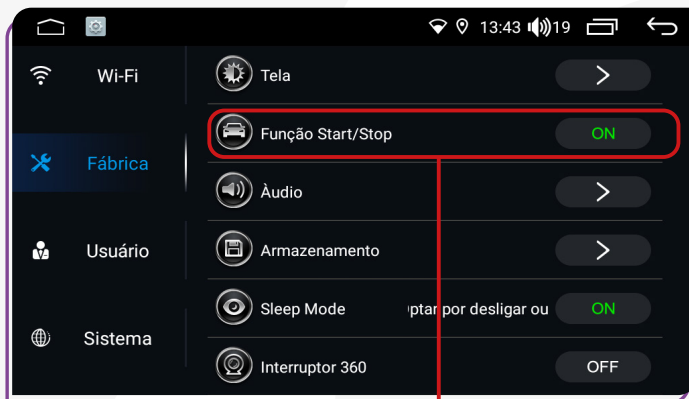 13:43 19
Wi-Fi
Fábrica
Usuário
Sistema
Tela
Função Start/Stop ON
Àudio
Armazenamento
Sleep Mode por desligar ou ON
Interruptor 360 OFF